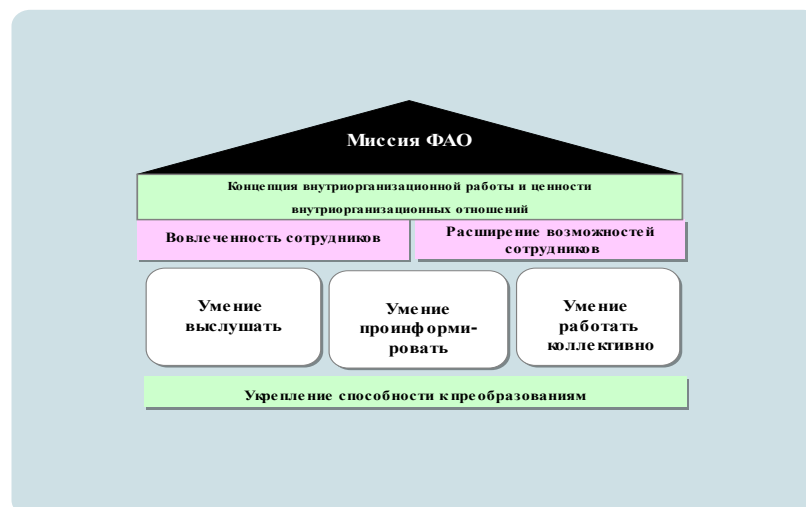 Миссия ФАО
Концепция внутриорганизационной работы и ценности
внутриорганизационных отношений
Вовлеченность сотрудников
Расширение возможностей
сотрудников
Умение
выслушать
Умение
проинформи-
ровать
Умение
работать
коллективно
Укрепление способности к преобразованиям